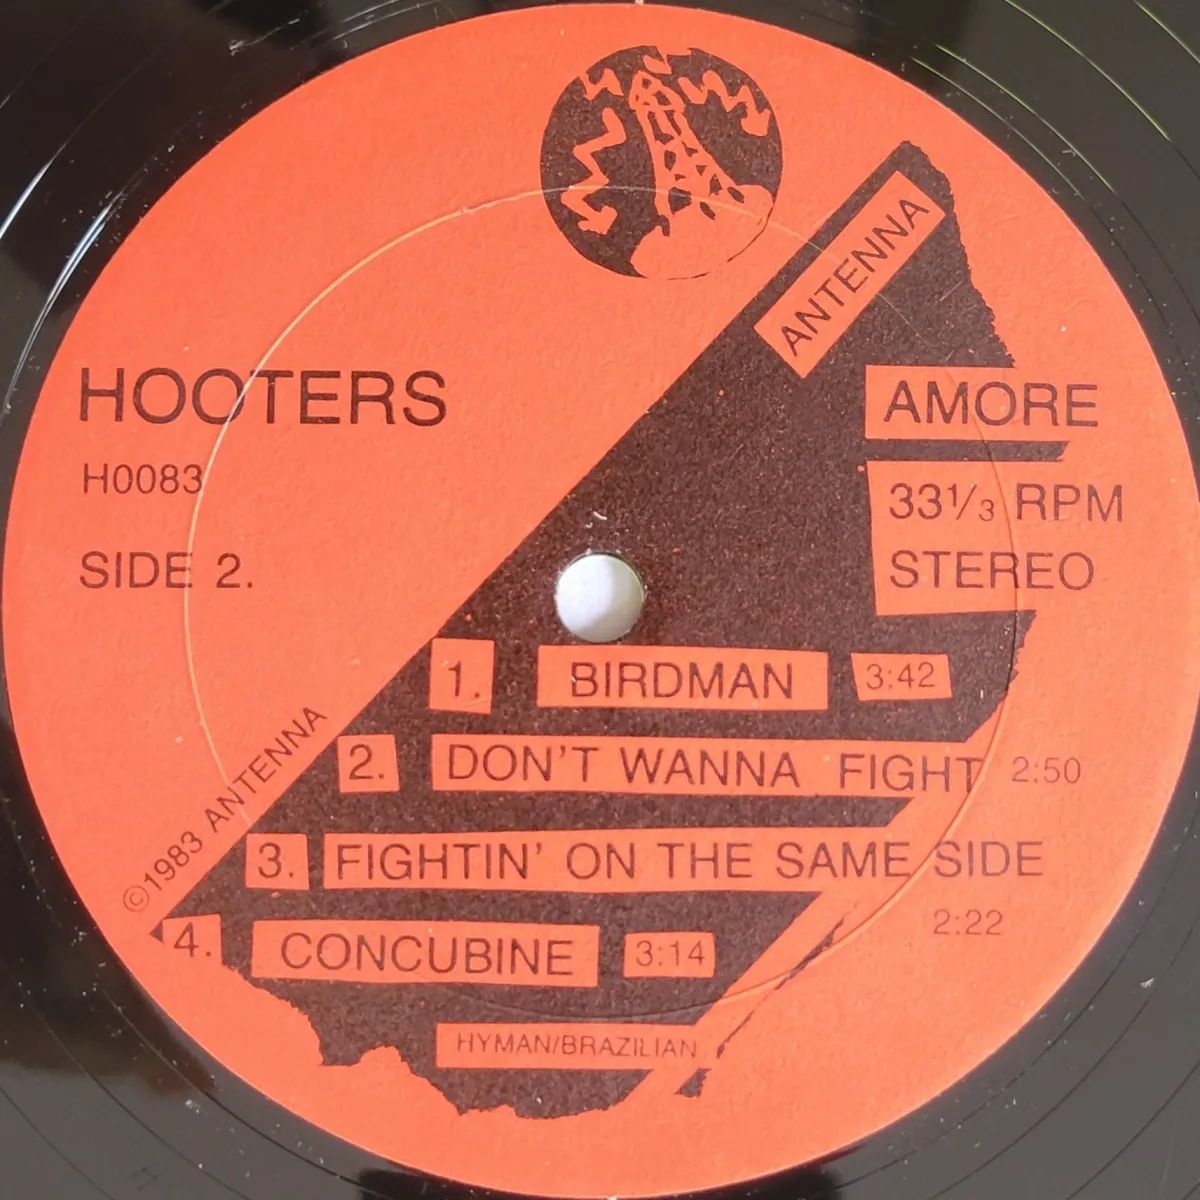 ANTENNA
HOOTERS
AMORE
H0083
33⅓ RPM
SIDE 2.
STEREO
1. BIRDMAN 3:42
2. DON'T WANNA FIGHT 2:50
3. FIGHTIN' ON THE SAME SIDE
2:22
4. CONCUBINE 3:14
HYMAN/BRAZILIAN
©1983 ANTENNA